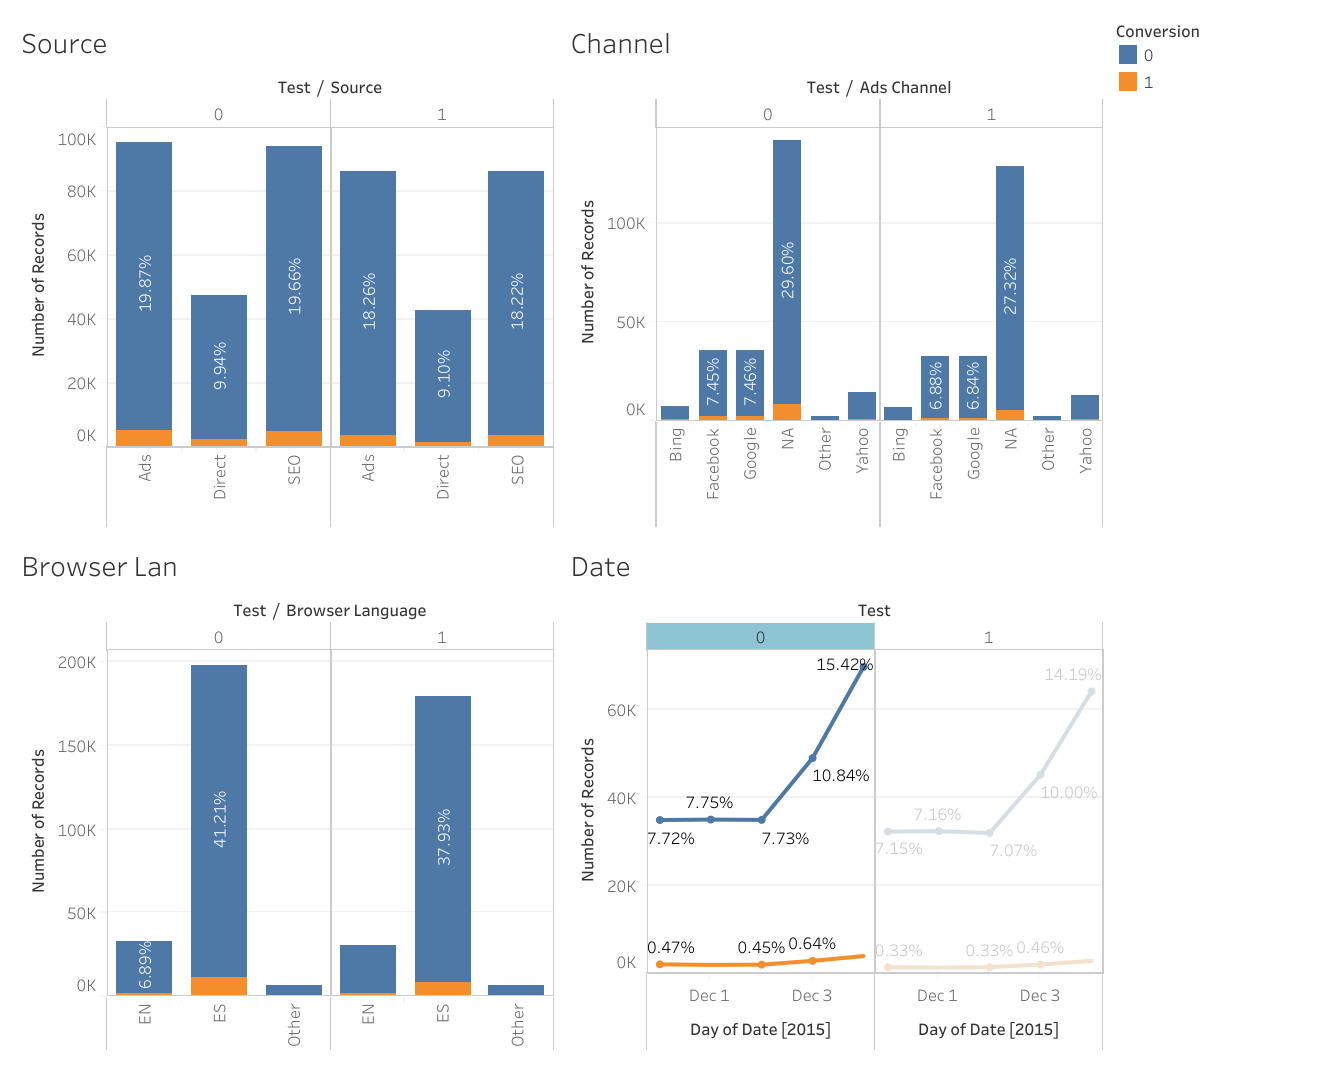 Source
Test / Source
0
1
100K
80K
60K
40K
20K
0K
Number of Records
19.87%
9.94%
19.66%
18.26%
9.10%
18.22%
Ads
Direct
SEO
Ads
Direct
SEO
Channel
Test / Ads Channel
0
1
100K
50K
0K
Number of Records
7.45%
7.46%
29.60%
6.88%
6.84%
27.32%
Bing
Facebook
Google
NA
Other
Yahoo
Bing
Facebook
Google
NA
Other
Yahoo
Conversion
0
1
Browser Lan
Test / Browser Language
0
1
200K
150K
100K
50K
0K
Number of Records
6.89%
41.21%
37.93%
EN
ES
Other
EN
ES
Other
Date
Test
0
1
60K
40K
20K
0K
Number of Records
15.42%
10.84%
7.75%
7.72%
7.73%
0.47%
0.45%
0.64%
14.19%
10.00%
7.16%
7.15%
7.07%
0.33%
0.33%
0.46%
Dec 1
Dec 3
Dec 1
Dec 3
Day of Date [2015]
Day of Date [2015]